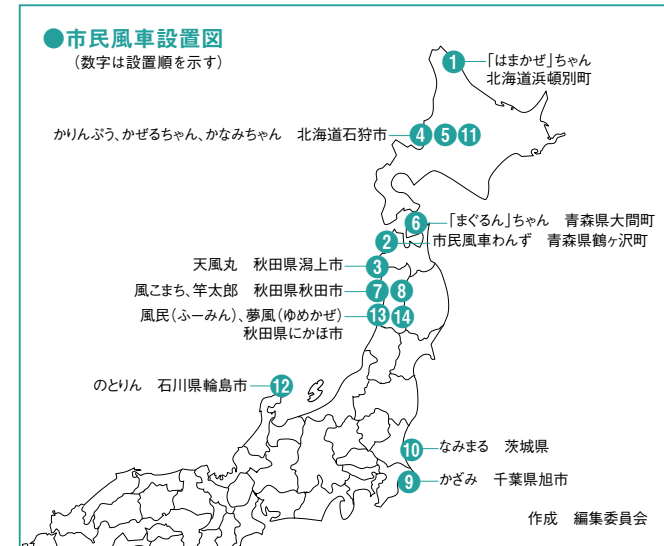 ●市民風車設置図
(数字は設置順を示す)
1 「はまかぜ」ちゃん
北海道浜頓別町
かりんぷう、かぜるちゃん、かなみちゃん 北海道石狩市 4 5 11
6 「まぐるん」ちゃん 青森県大間町
2 市民風車わんず 青森県鶴ヶ沢町
天風丸 秋田県潟上市 3
風こまち、竿太郎 秋田県秋田市 7 8
風民(ふーみん)、夢風(ゆめかぜ) 13 14
秋田県にかほ市
のとりん 石川県輪島市 12
10 なみまる 茨城県
9 かざみ 千葉県旭市
作成 編集委員会